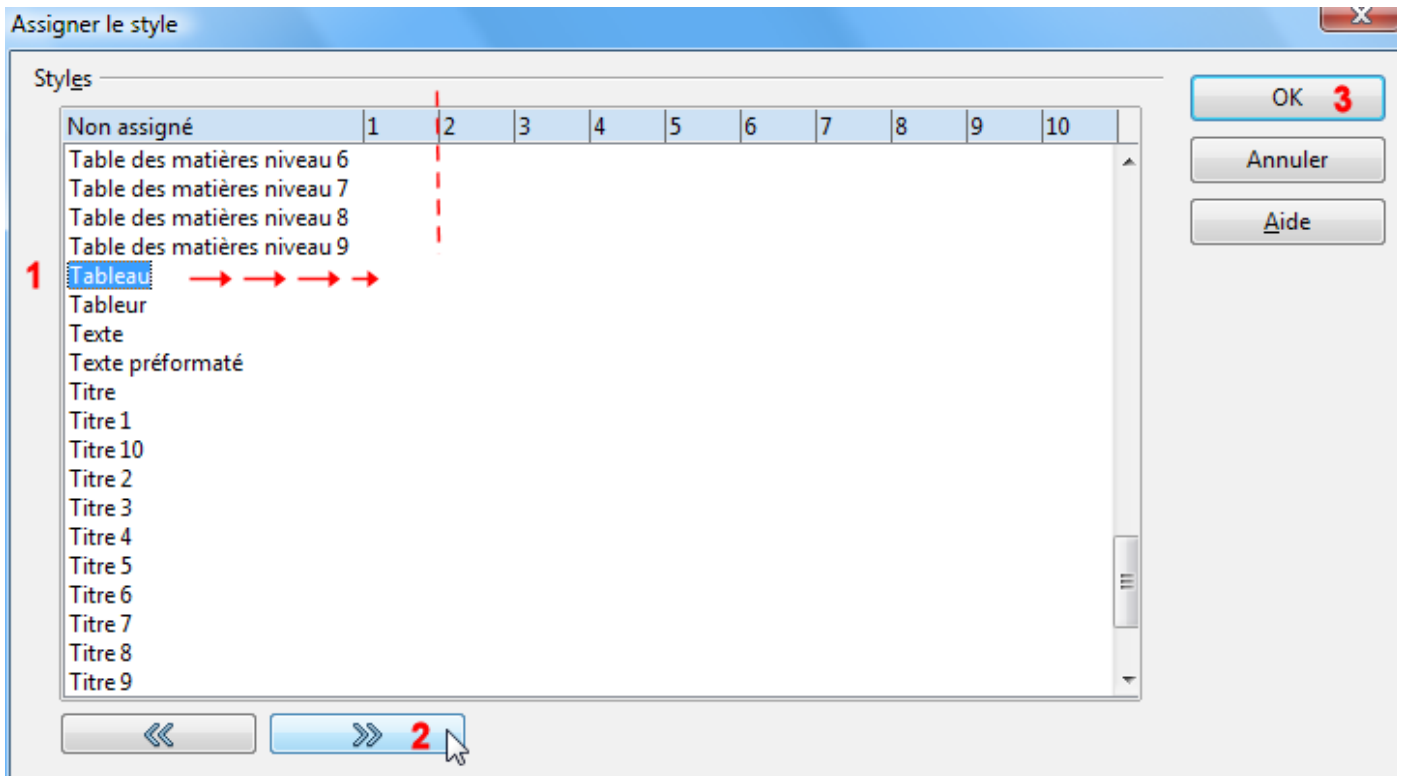 Assigner le style
Styles
OK 3
Non assigné 1 2 3 4 5 6 7 8 9 10
Table des matières niveau 6
Annuler
Table des matières niveau 7
Table des matières niveau 8
Aide
Table des matières niveau 9
1 Tableau
Tableur
Texte
Texte préformaté
Titre
Titre 1
Titre 10
Titre 2
Titre 3
Titre 4
Titre 5
Titre 6
Titre 7
Titre 8
Titre 9
2